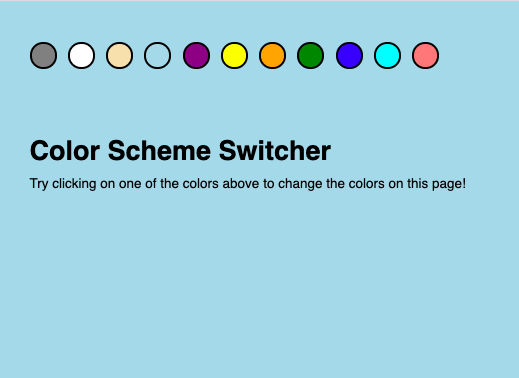 Color Scheme Switcher
Try clicking on one of the colors above to change the colors on this page!